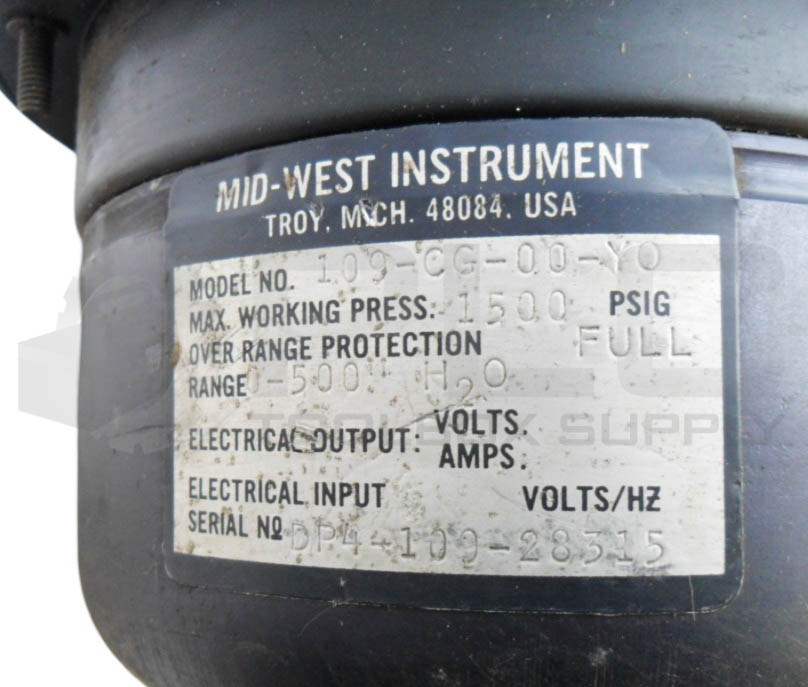 MID-WEST INSTRUMENT
TROY, MICH. 48084. USA
MODEL NO. 109-CG-00-YO
MAX. WORKING PRESS. 1500 PSIG
OVER RANGE PROTECTION FULL
RANGE 0-500" H₂O
TOOLBOX SUPPLY
ELECTRICAL OUTPUT: VOLTS.
AMPS.
ELECTRICAL INPUT VOLTS/HZ
SERIAL Nº DP4-109-28315